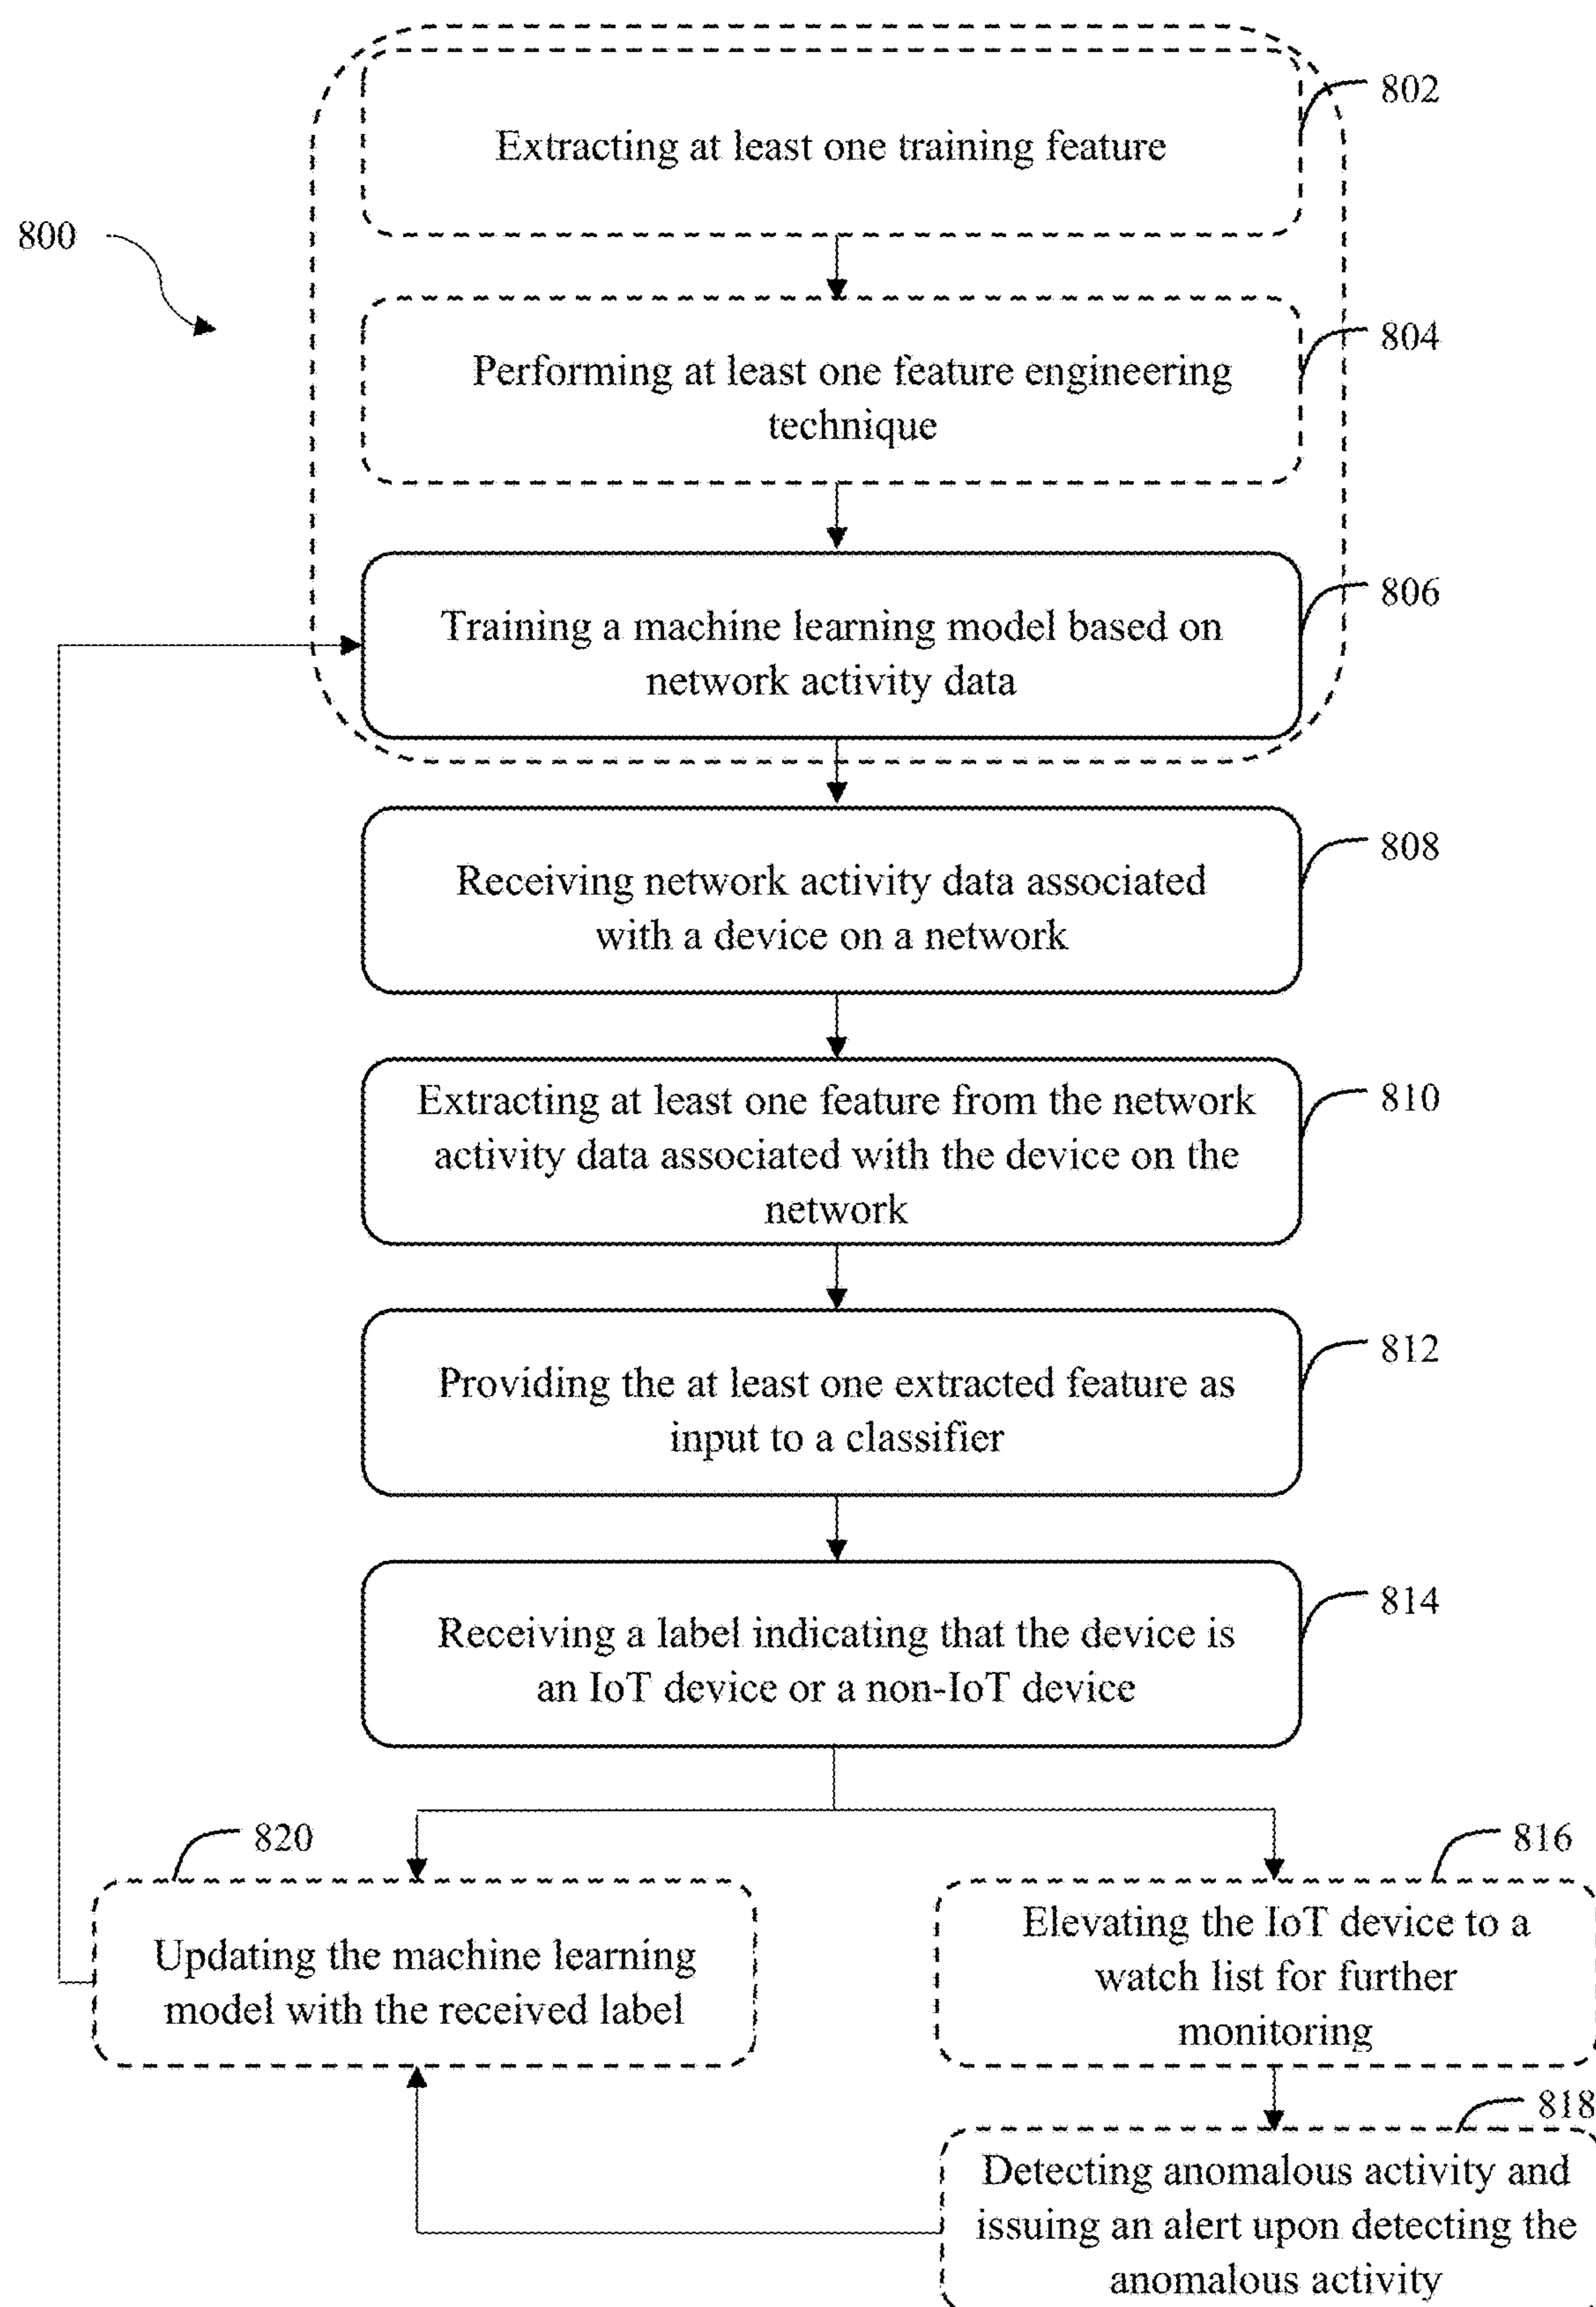 802
Extracting at least one training feature
800
804
Performing at least one feature engineering
technique
806
Training a machine learning model based on
network activity data
808
Receiving network activity data associated
with a device on a network
810
Extracting at least one feature from the network
activity data associated with the device on the
network
812
Providing the at least one extracted feature as
input to a classifier
814
Receiving a label indicating that the device is
an IoT device or a non-IoT device
820
Updating the machine learning
model with the received label
816
Elevating the IoT device to a
watch list for further
monitoring
818
Detecting anomalous activity and
issuing an alert upon detecting the
anomalous activity